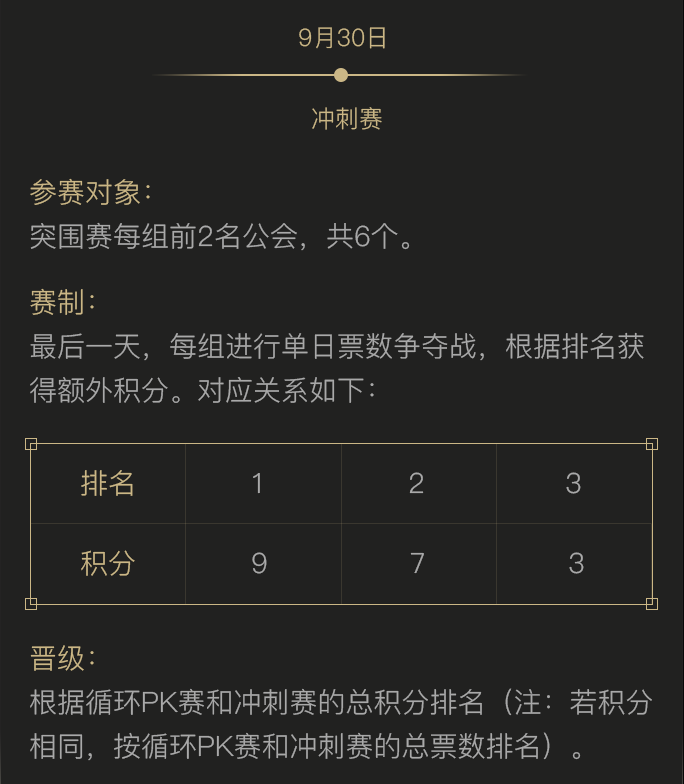 9月30日
冲刺赛
参赛对象：
突围赛每组前2名公会，共6个。
赛制：
最后一天，每组进行单日票数争夺战，根据排名获
得额外积分。对应关系如下：
排名 1 2 3
积分 9 7 3
晋级：
根据循环PK赛和冲刺赛的总积分排名（注：若积分
相同，按循环PK赛和冲刺赛的总票数排名）。